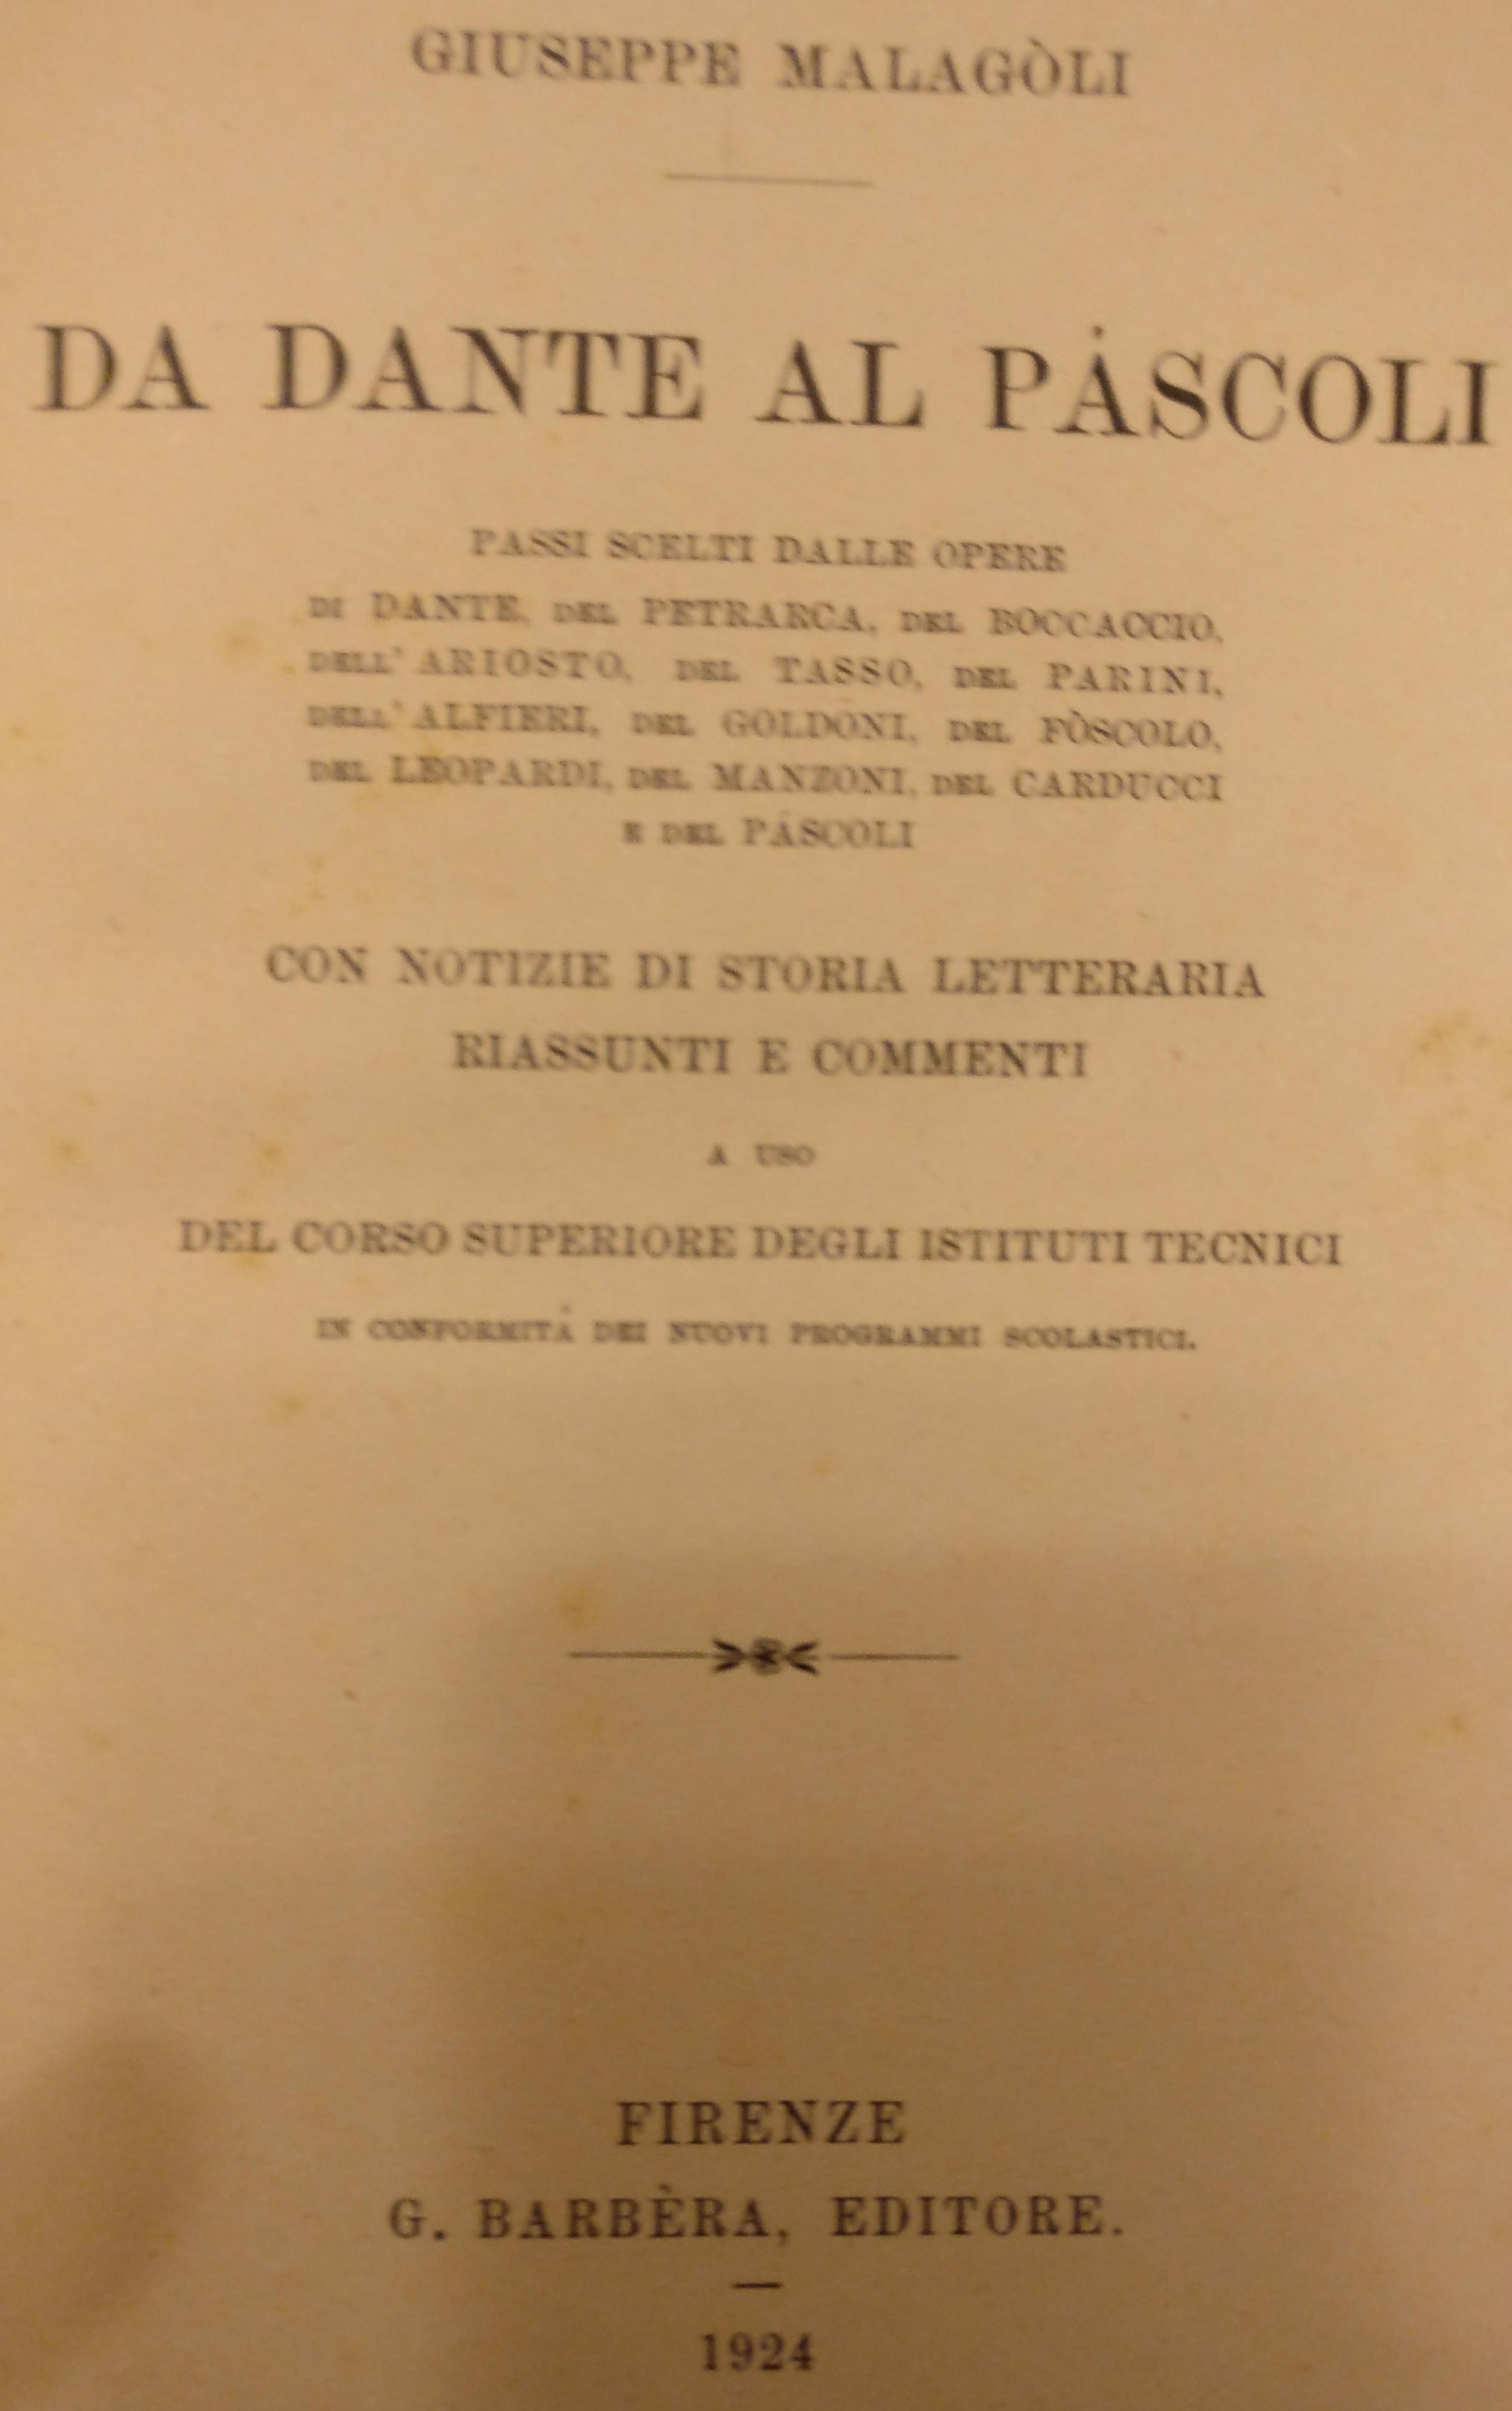 GIUSEPPE MALAGÒLI
DA DANTE AL PÁSCOLI
PASSI SCELTI DALLE OPERE
DI DANTE, DEL PETRARCA, DEL BOCCACCIO,
DELL' ARIOSTO, DEL TASSO, DEL PARINI,
DELL' ALFIERI, DEL GOLDONI, DEL FÒSCOLO,
DEL LEOPARDI, DEL MANZONI, DEL CARDUCCI
E DEL PÁSCOLI
CON NOTIZIE DI STORIA LETTERARIA
RIASSUNTI E COMMENTI
A USO
DEL CORSO SUPERIORE DEGLI ISTITUTI TECNICI
IN CONFORMITÁ DEI NUOVI PROGRAMMI SCOLASTICI.
FIRENZE
G. BARBÈRA, EDITORE.
1924